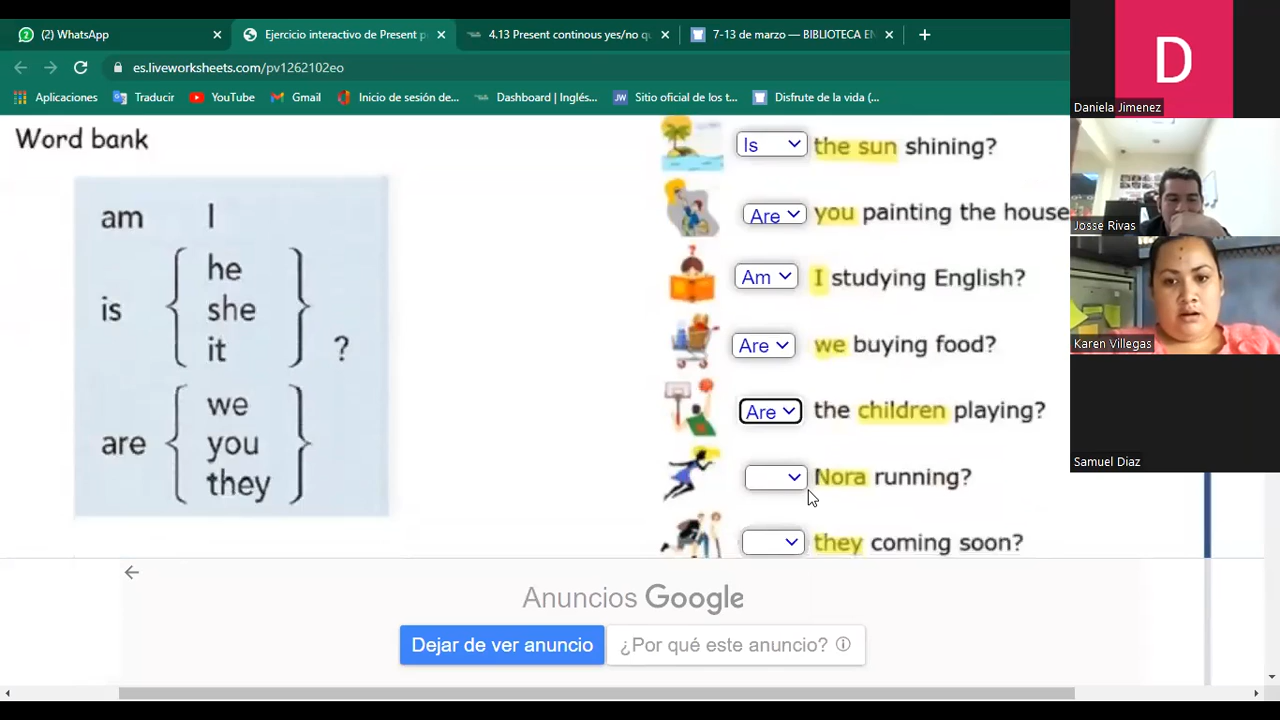 (2) WhatsApp
Ejercicio interactivo de Present p
4.13 Present continous yes/no qu
7-13 de marzo — BIBLIOTECA EN
es.liveworksheets.com/pv1262102eo
Aplicaciones
Traducir
YouTube
Gmail
Inicio de sesión de...
Dashboard | Inglés,...
JW
Sitio oficial de los t...
Disfrute de la vida (...
Word bank
am I
he
is she
it ?
we
are you
they
Is the sun shining?
Are you painting the house
Am I studying English?
Are we buying food?
Are the children playing?
Nora running?
they coming soon?
Anuncios Google
Dejar de ver anuncio
¿Por qué este anuncio?
D
Daniela Jimenez
Josse Rivas
Karen Villegas
Samuel Diaz